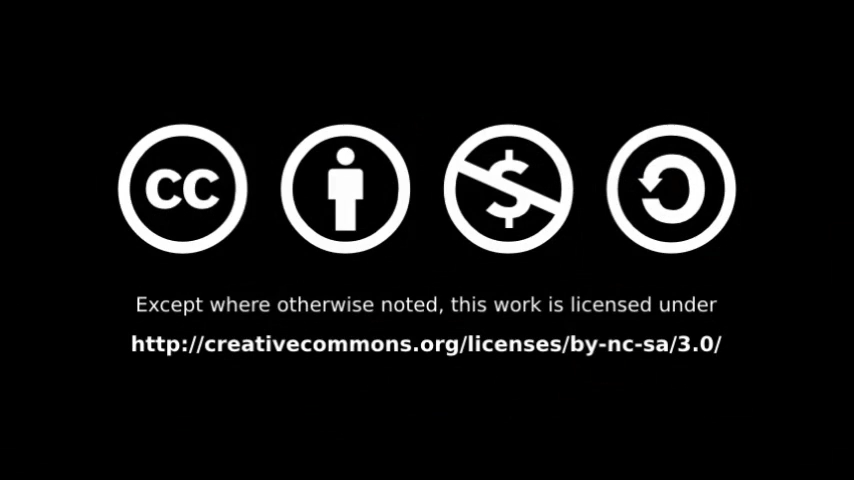 cc
Except where otherwise noted, this work is licensed under
http://creativecommons.org/licenses/by-nc-sa/3.0/